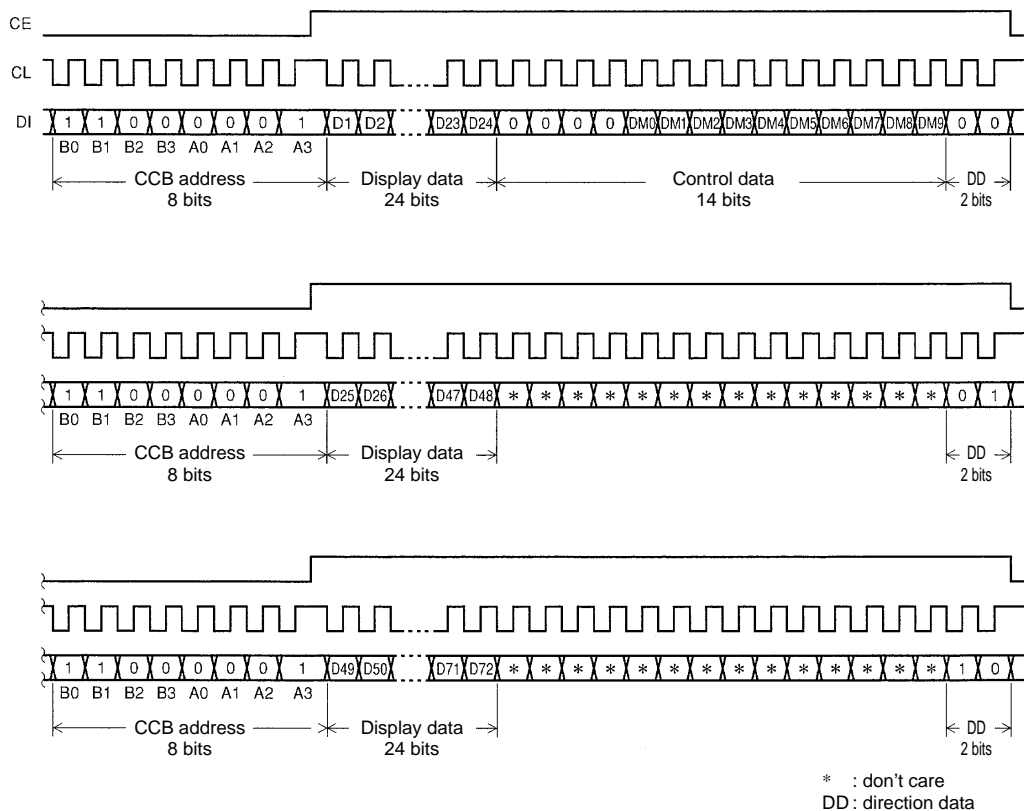 CE
CL
DI 1 1 0 0 0 0 0 1 D1 D2 D23 D24 0 0 0 0 DM0 DM1 DM2 DM3 DM4 DM5 DM6 DM7 DM8 DM9 0 0
B0 B1 B2 B3 A0 A1 A2 A3
CCB address Display data Control data DD
8 bits 24 bits 14 bits 2 bits
1 1 0 0 0 0 0 1 D25 D26 D47 D48 * * * * * * * * * * * * * * 0 1
B0 B1 B2 B3 A0 A1 A2 A3
CCB address Display data DD
8 bits 24 bits 2 bits
1 1 0 0 0 0 0 1 D49 D50 D71 D72 * * * * * * * * * * * * * * 1 0
B0 B1 B2 B3 A0 A1 A2 A3
CCB address Display data DD
8 bits 24 bits 2 bits
* : don't care
DD : direction data